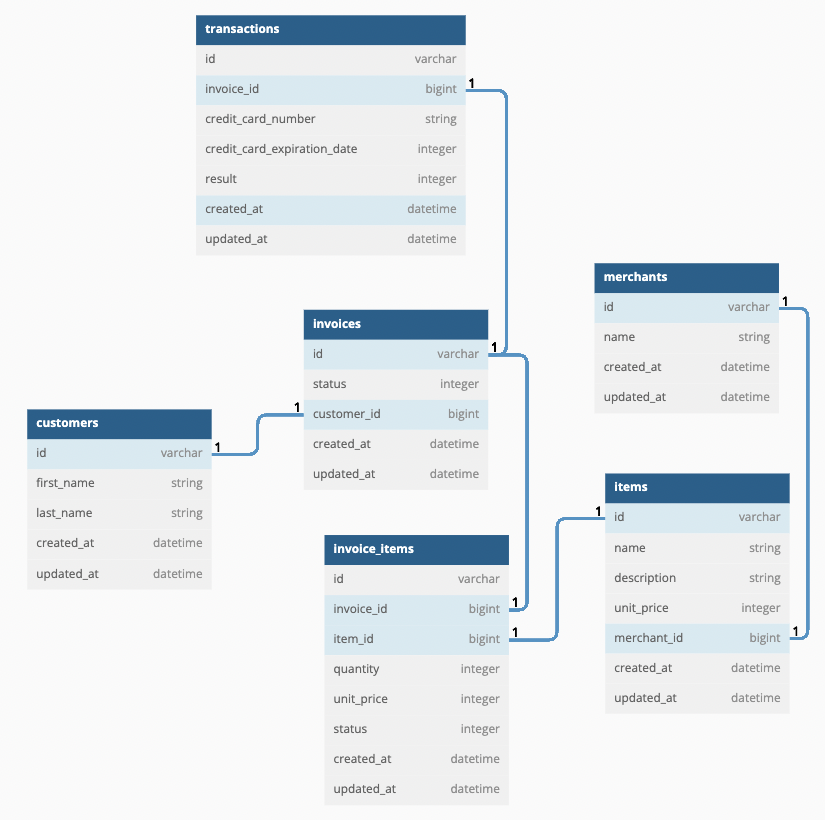 transactions
id varchar
invoice_id bigint
1
credit_card_number string
credit_card_expiration_date integer
result integer
created_at datetime
updated_at datetime
merchants
id varchar
1
name string
created_at datetime
updated_at datetime
invoices
id varchar
1
status integer
1
customer_id bigint
created_at datetime
updated_at datetime
customers
id varchar
1
first_name string
last_name string
created_at datetime
updated_at datetime
items
1
id varchar
name string
description string
unit_price integer
merchant_id bigint
1
created_at datetime
updated_at datetime
invoice_items
id varchar
invoice_id bigint
1
item_id bigint
1
quantity integer
unit_price integer
status integer
created_at datetime
updated_at datetime